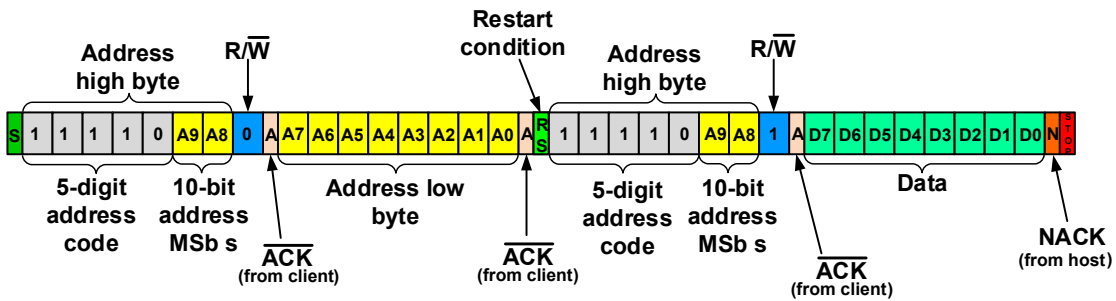 Restart
condition
Address
high byte
R/W̅
Address
high byte
R/W̅
S 1 1 1 1 0 A9 A8 0 A A7 A6 A5 A4 A3 A2 A1 A0 A RS 1 1 1 1 0 A9 A8 1 A D7 D6 D5 D4 D3 D2 D1 D0 N STOP
5-digit
address
code
10-bit
address
MSb s
A̅C̅K̅
(from client)
Address low
byte
A̅C̅K̅
(from client)
5-digit
address
code
10-bit
address
MSb s
A̅C̅K̅
(from client)
Data
NACK
(from host)